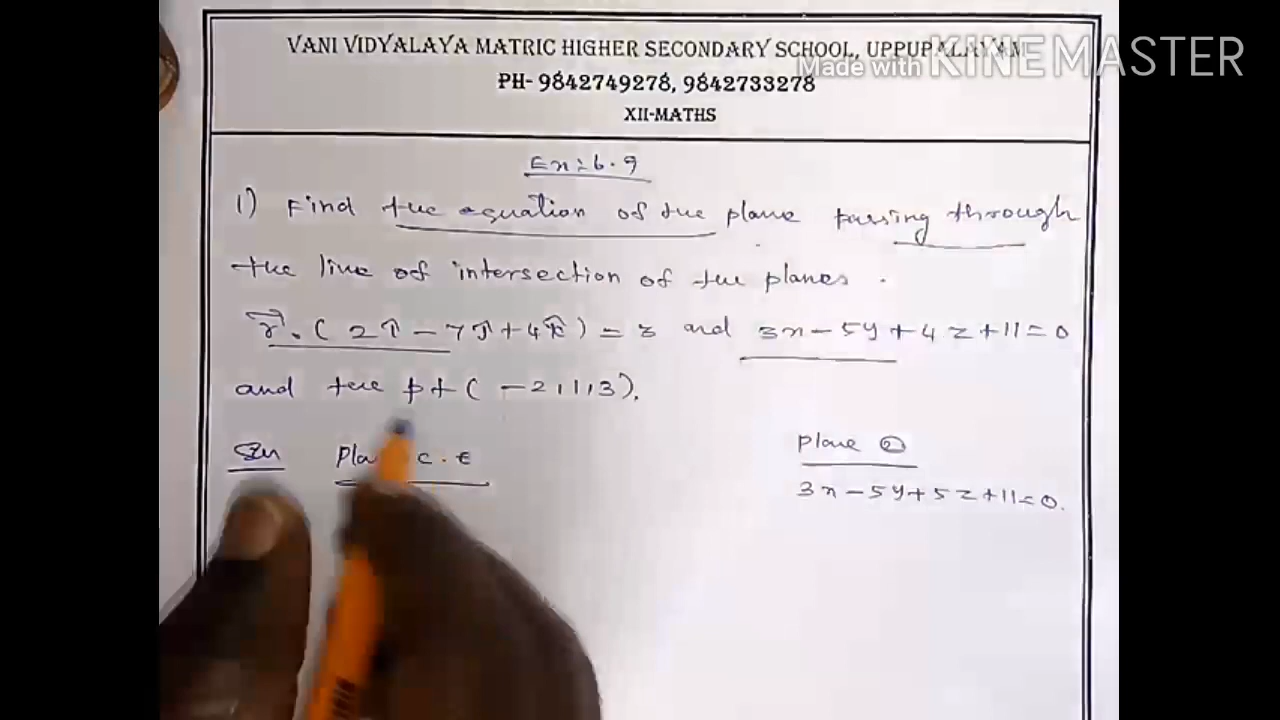 VANI VIDYALAYA MATRIC HIGHER SECONDARY SCHOOL, UPPUPALAYAM
Made with KINEMASTER
PH- 9842749278, 9842733278
XII-MATHS
Ex: 6.9
1) Find the equation of the plane passing through
the line of intersection of the planes.
r⃗.(2î - 7ĵ + 4k̂) = 3 and 3x - 5y + 4z + 11 = 0
and the pt (-2,1,3).
Soln
C.E
Plane ②
3x - 5y + 5z + 11 = 0.